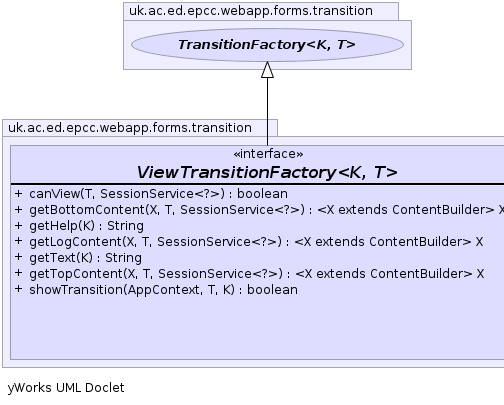 uk.ac.ed.epcc.webapp.forms.transition
TransitionFactory<K, T>
uk.ac.ed.epcc.webapp.forms.transition
«interface»
ViewTransitionFactory<K, T>
+ canView(T, SessionService<?>) : boolean
+ getBottomContent(X, T, SessionService<?>) : <X extends ContentBuilder> X
+ getHelp(K) : String
+ getLogContent(X, T, SessionService<?>) : <X extends ContentBuilder> X
+ getText(K) : String
+ getTopContent(X, T, SessionService<?>) : <X extends ContentBuilder> X
+ showTransition(AppContext, T, K) : boolean
yWorks UML Doclet